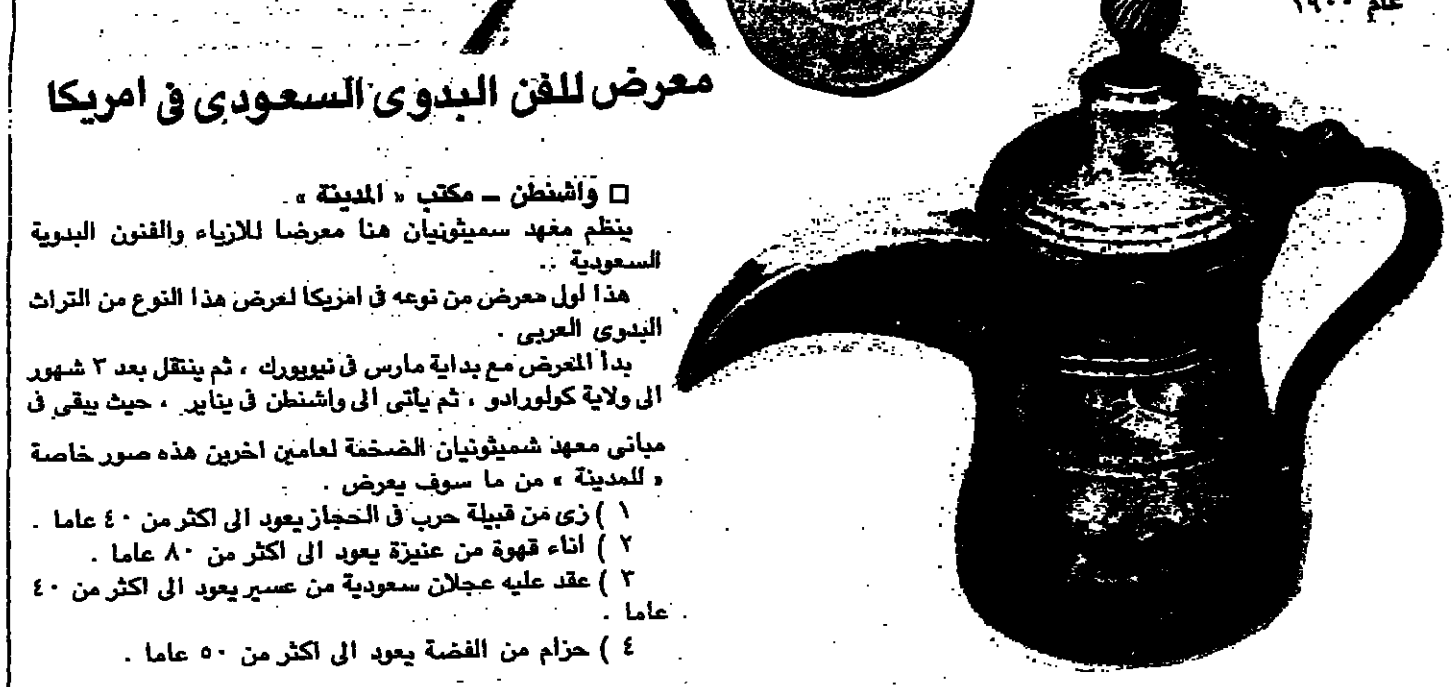 عام ١٩٠٠
معرض للفن البدوى السعودى فى امريكا
□ واشنطن ــ مكتب « المدينة » .
ينظم معهد سميثونيان هنا معرضا للازياء والفنون البدوية
السعودية ..
هذا اول معرض من نوعه فى امريكا لعرض هذا النوع من التراث
البدوى العربى .
بدأ المعرض مع بداية مارس فى نيويورك ، ثم ينتقل بعد ٣ شهور
الى ولاية كولورادو ، ثم يأتى الى واشنطن فى يناير ، حيث يبقى فى
مبانى معهد شميثونيان الضخمة لعامين اخرين هذه صور خاصة
« للمدينة » من ما سوف يعرض .
١ ) زى من قبيلة حرب فى الحجاز يعود الى اكثر من ٤٠ عاما .
٢ ) اناء قهوة من عنيزة يعود الى اكثر من ٨٠ عاما .
٣ ) عقد عليه عجلان سعودية من عسير يعود الى اكثر من ٤٠
عاما .
٤ ) حزام من الفضة يعود الى اكثر من ٥٠ عاما .